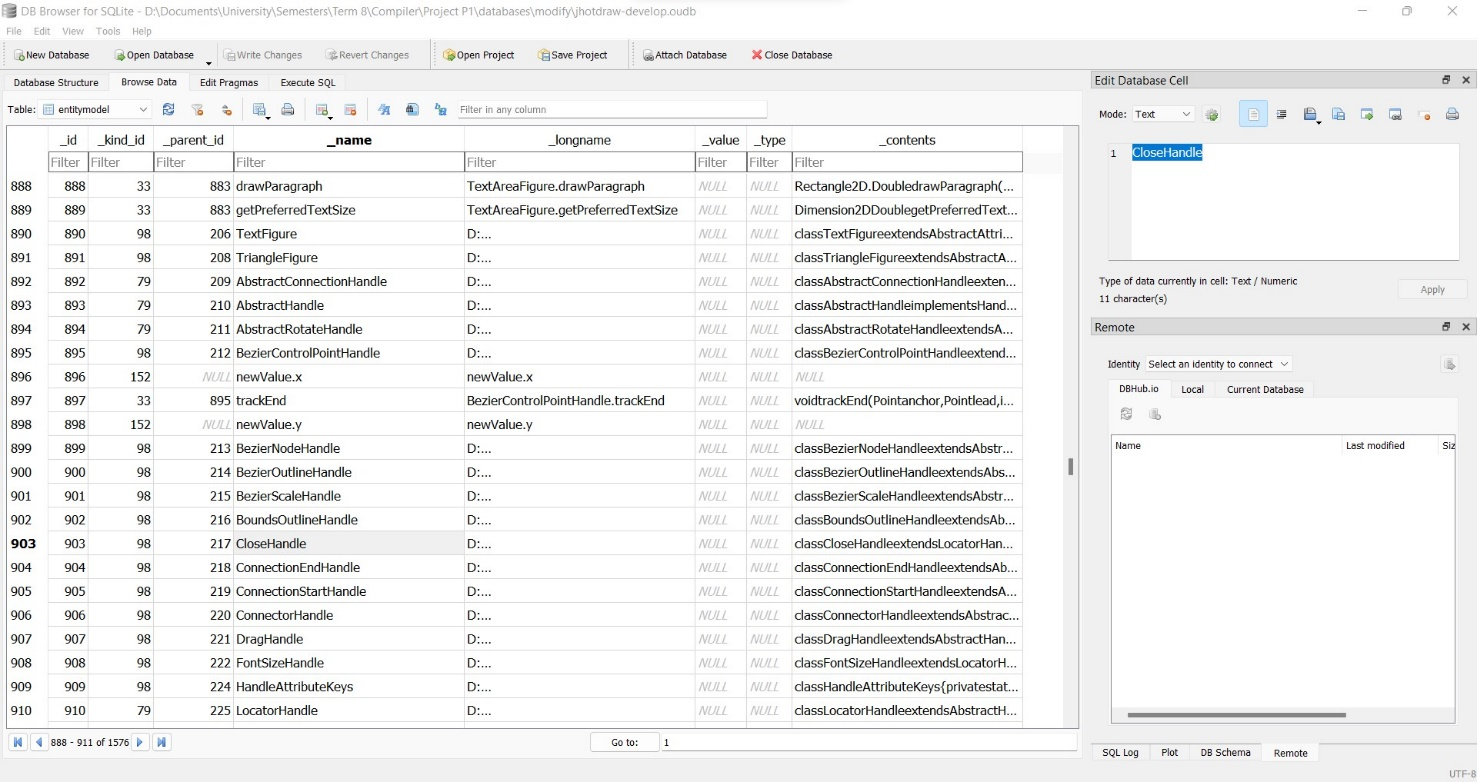 DB Browser for SQLite - D:\Documents\University\Semesters\Term 8\Compiler\Project P1\databases\modify\jhotdraw-develop.oudb
File Edit View Tools Help
New Database Open Database Write Changes Revert Changes Open Project Save Project Attach Database Close Database
Database Structure Browse Data Edit Pragmas Execute SQL
Table: entitymodel Filter in any column
_id _kind_id _parent_id _name _longname _value _type _contents
Filter Filter Filter Filter Filter Filter Filter Filter
888 888 33 883 drawParagraph TextAreaFigure.drawParagraph NULL NULL Rectangle2D.DoubledrawParagraph(...
889 889 33 883 getPreferredTextSize TextAreaFigure.getPreferredTextSize NULL NULL Dimension2DDoublegetPreferredText...
890 890 98 206 TextFigure D:... NULL NULL classTextFigureextendsAbstractAttri...
891 891 98 208 TriangleFigure D:... NULL NULL classTriangleFigureextendsAbstractA...
892 892 79 209 AbstractConnectionHandle D:... NULL NULL classAbstractConnectionHandleexten...
893 893 79 210 AbstractHandle D:... NULL NULL classAbstractHandleimplementsHand...
894 894 79 211 AbstractRotateHandle D:... NULL NULL classAbstractRotateHandleextendsA...
895 895 98 212 BezierControlPointHandle D:... NULL NULL classBezierControlPointHandleextend...
896 896 152 NULL newValue.x newValue.x NULL NULL NULL
897 897 33 895 trackEnd BezierControlPointHandle.trackEnd NULL NULL voidtrackEnd(Pointanchor,Pointlead,i...
898 898 152 NULL newValue.y newValue.y NULL NULL NULL
899 899 98 213 BezierNodeHandle D:... NULL NULL classBezierNodeHandleextendsAbstr...
900 900 98 214 BezierOutlineHandle D:... NULL NULL classBezierOutlineHandleextendsAbs...
901 901 98 215 BezierScaleHandle D:... NULL NULL classBezierScaleHandleextendsAbstr...
902 902 98 216 BoundsOutlineHandle D:... NULL NULL classBoundsOutlineHandleextendsAb...
903 903 98 217 CloseHandle D:... NULL NULL classCloseHandleextendsLocatorHan...
904 904 98 218 ConnectionEndHandle D:... NULL NULL classConnectionEndHandleextendsAb...
905 905 98 219 ConnectionStartHandle D:... NULL NULL classConnectionStartHandleextendsA...
906 906 98 220 ConnectorHandle D:... NULL NULL classConnectorHandleextendsAbstrac...
907 907 98 221 DragHandle D:... NULL NULL classDragHandleextendsAbstractHan...
908 908 98 222 FontSizeHandle D:... NULL NULL classFontSizeHandleextendsLocatorH...
909 909 98 224 HandleAttributeKeys D:... NULL NULL classHandleAttributeKeys{privatestat...
910 910 79 225 LocatorHandle D:... NULL NULL classLocatorHandleextendsAbstractH...
888 - 911 of 1576 Go to: 1
Edit Database Cell
Mode: Text
1 CloseHandle
Type of data currently in cell: Text / Numeric
11 character(s)
Apply
Remote
Identity Select an identity to connect
DBHub.io Local Current Database
Name Last modified Siz
SQL Log Plot DB Schema Remote
UTF-8